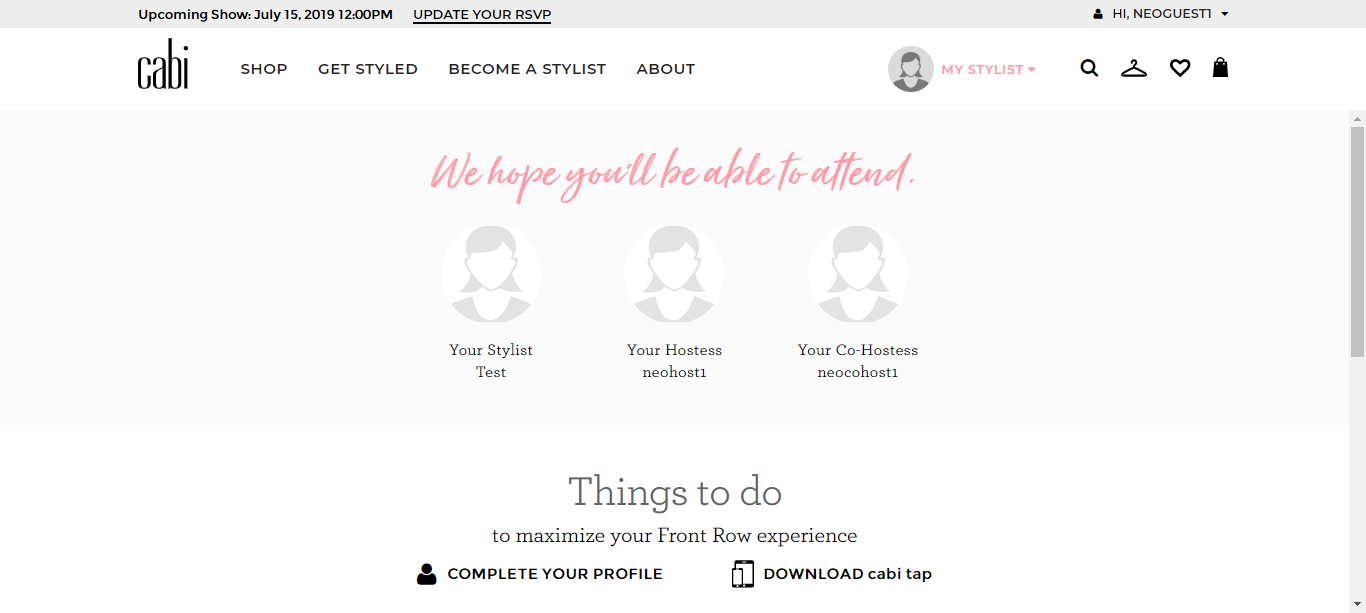 Upcoming Show: July 15, 2019 12:00PM UPDATE YOUR RSVP HI, NEOGUEST1
cabi SHOP GET STYLED BECOME A STYLIST ABOUT MY STYLIST
We hope you'll be able to attend.
Your Stylist Your Hostess Your Co-Hostess
Test neohost1 neocohost1
Things to do
to maximize your Front Row experience
COMPLETE YOUR PROFILE DOWNLOAD cabi tap